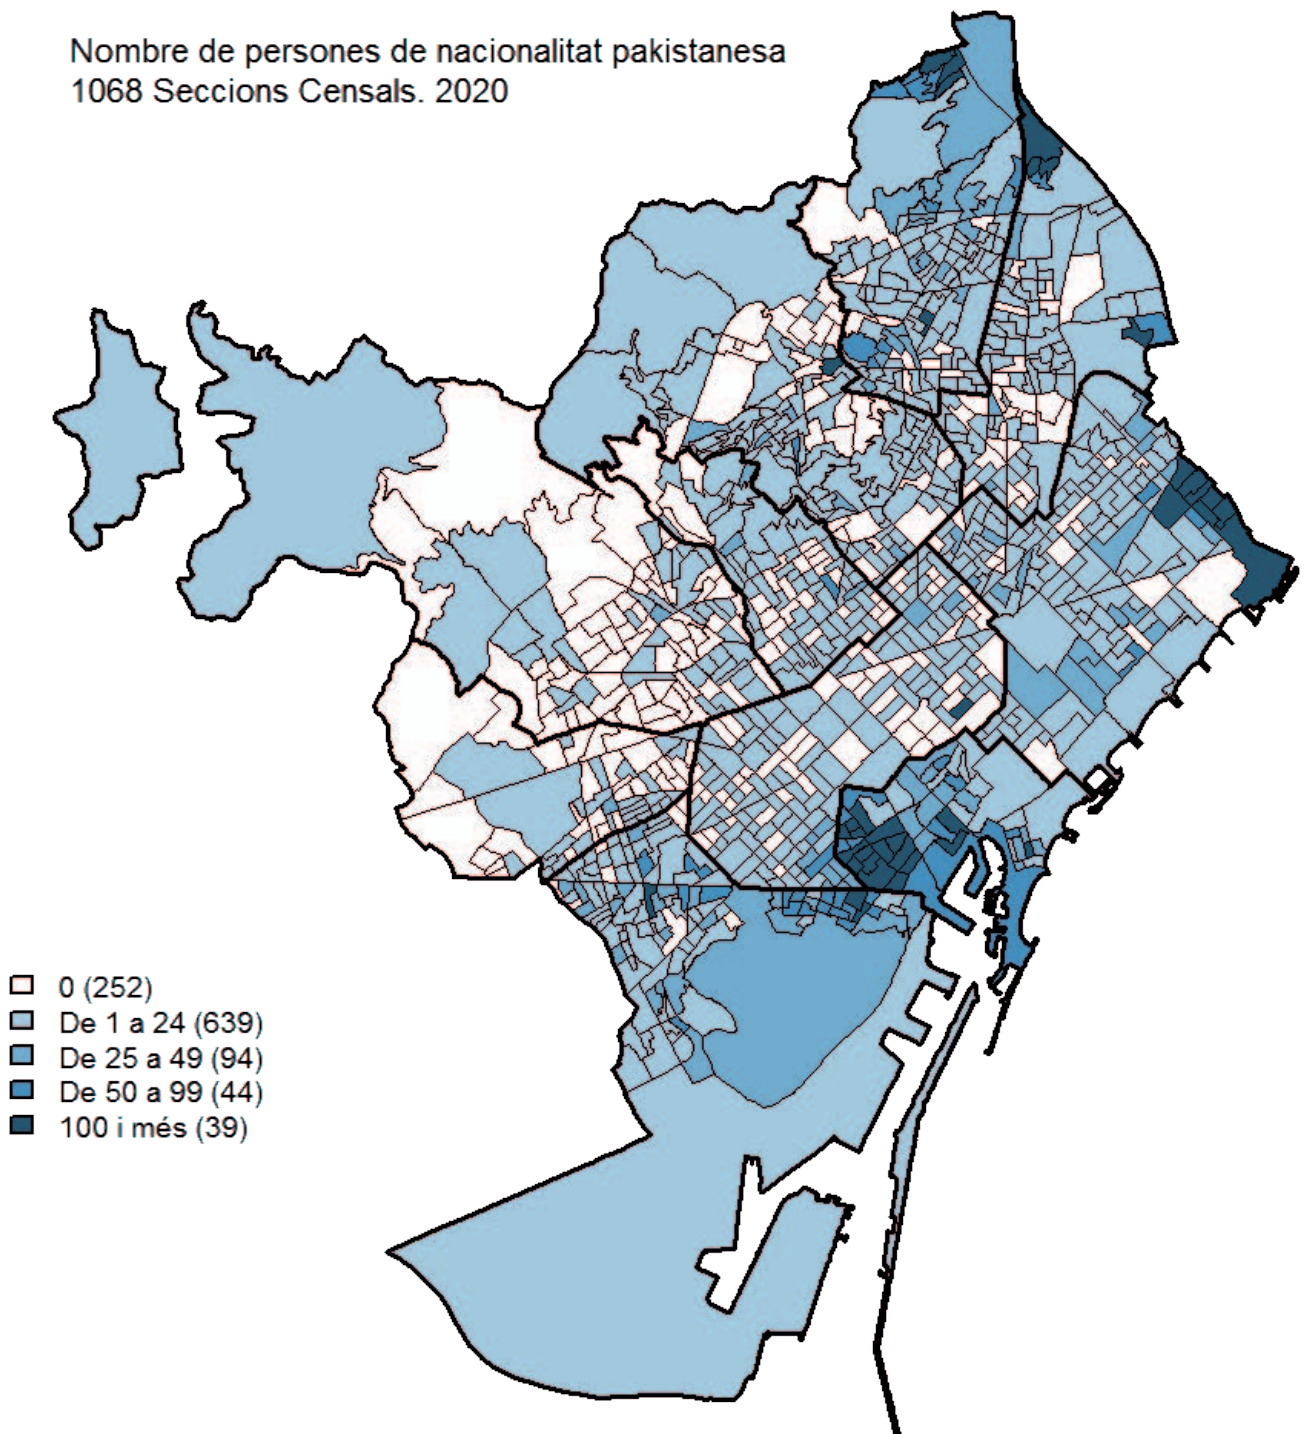 Nombre de persones de nacionalitat pakistanesa
1068 Seccions Censals. 2020
0 (252)
De 1 a 24 (639)
De 25 a 49 (94)
De 50 a 99 (44)
100 i més (39)